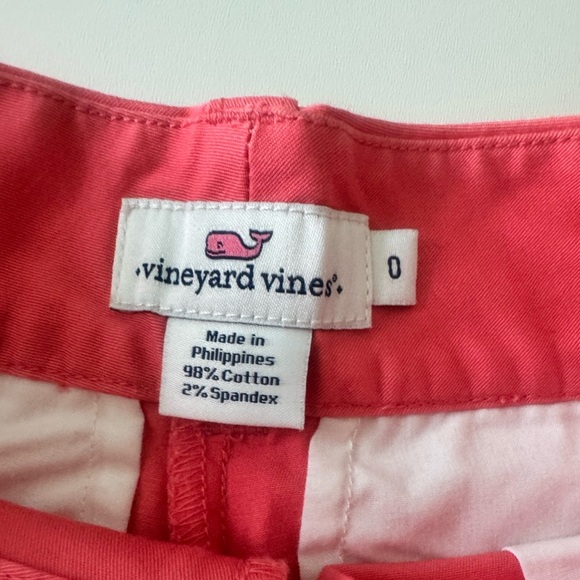 vineyard vines®
0
Made in
Philippines
98% Cotton
2% Spandex